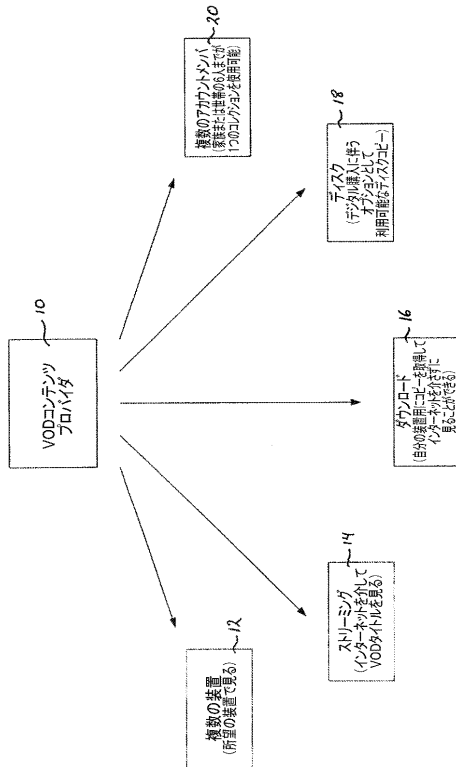 VODコンテンツ
プロバイダ
10
複数の装置
(所望の装置で見る)
12
ストリーミング
(インターネットを介して
VODタイトルを見る)
14
ダウンロード
(自分の装置用にコピーを取得して
インターネットを介さずに
見ることができる)
16
ディスク
(デジタル購入に伴う
オプションとして
利用可能なディスクコピー)
18
複数のアカウントメンバ
(家族または世帯の6人までが
1つのコレクションを使用可能)
20